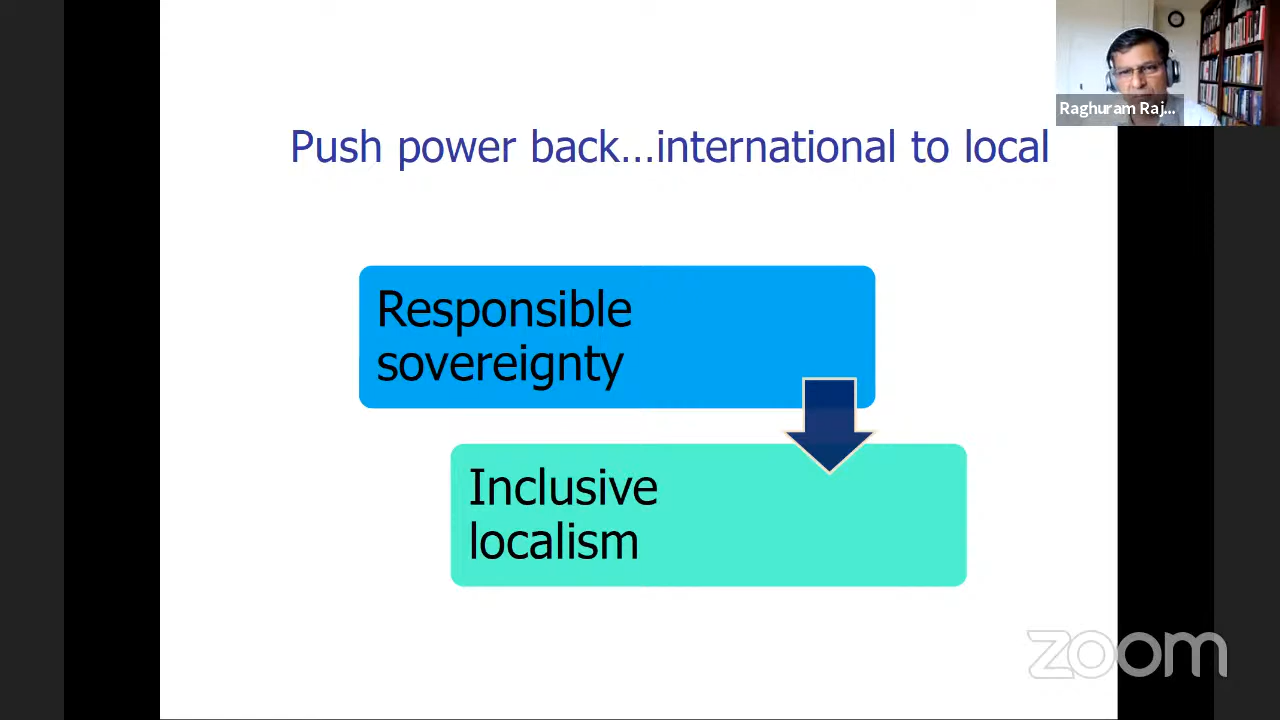 Raghuram Raj...
Push power back...international to local
Responsible
sovereignty
Inclusive
localism
zoom